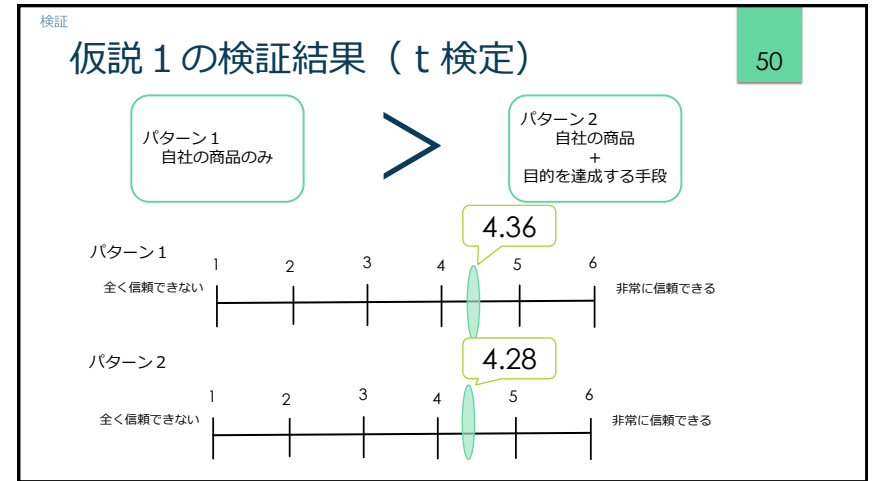 検証
仮説１の検証結果（ｔ検定）
50
パターン１
自社の商品のみ
＞
パターン２
自社の商品
+
目的を達成する手段
4.36
パターン１
1 2 3 4 5 6
全く信頼できない
非常に信頼できる
4.28
パターン２
1 2 3 4 5 6
全く信頼できない
非常に信頼できる